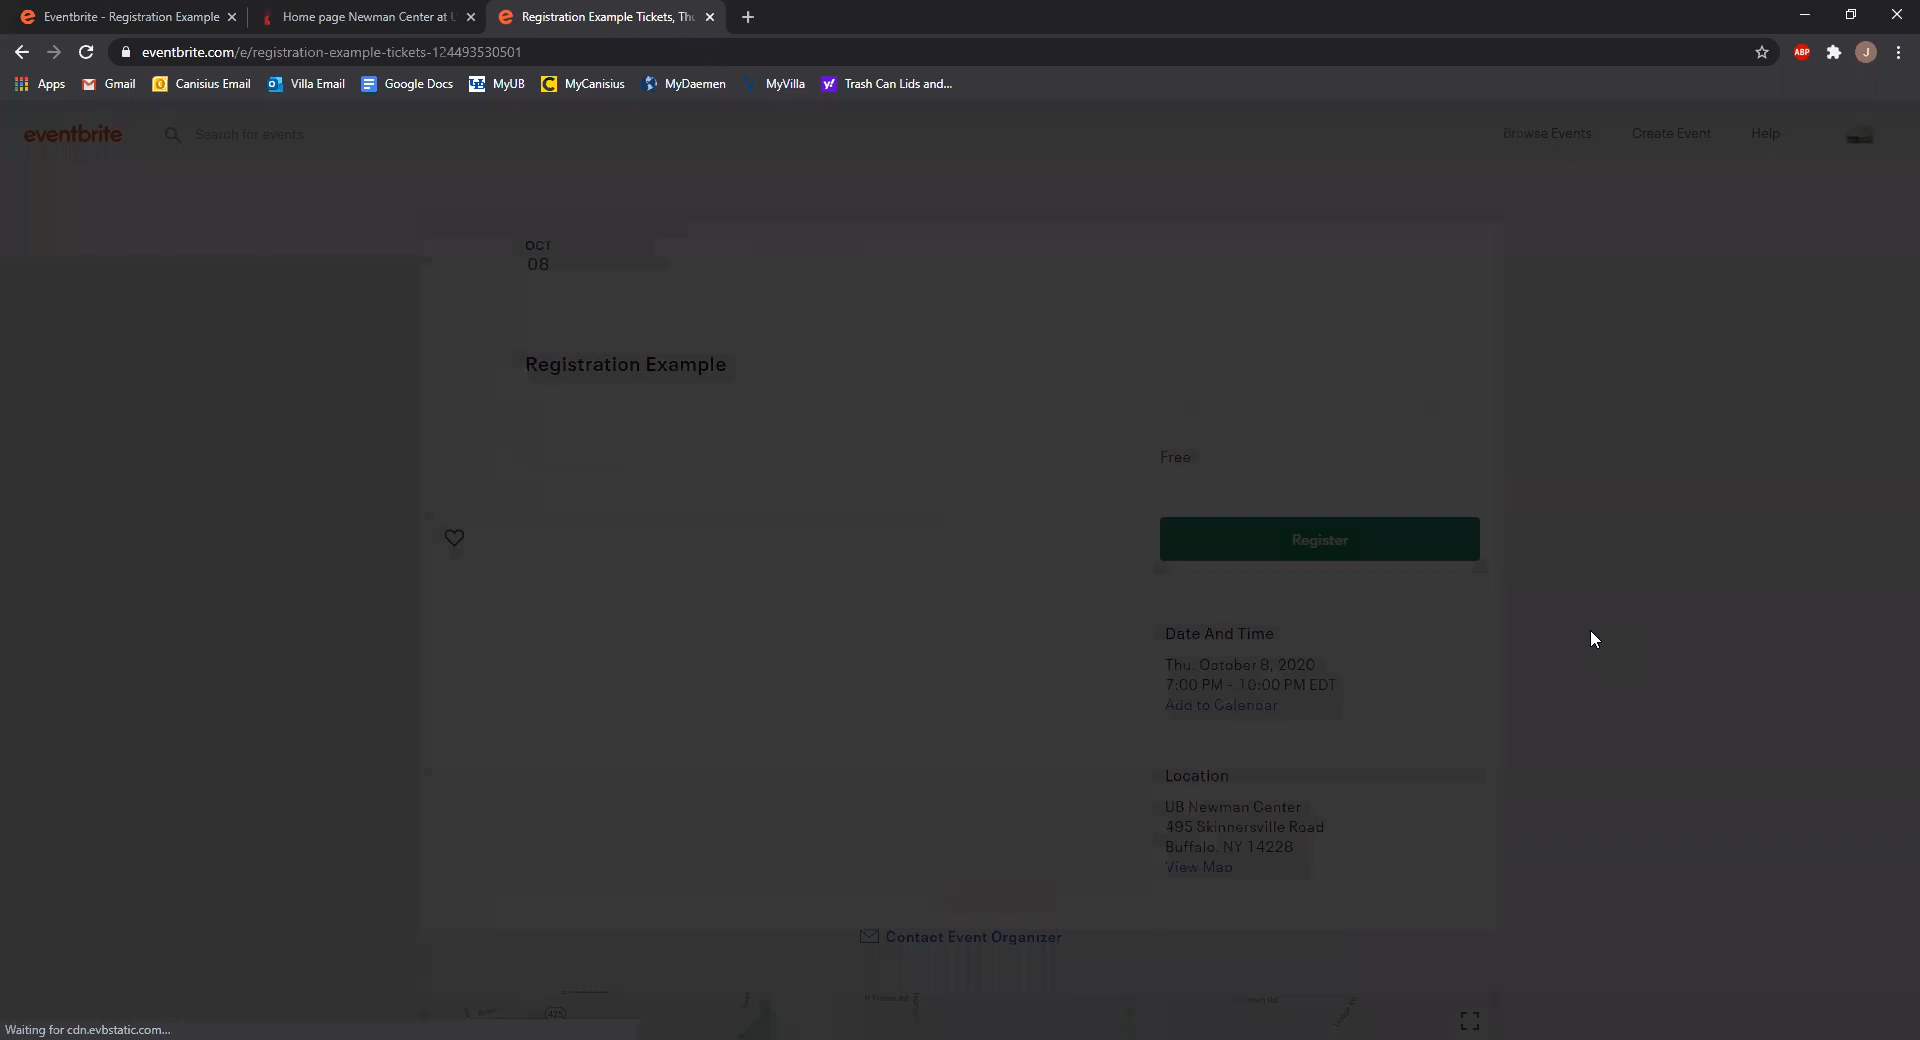 Eventbrite - Registration Example
Home page Newman Center at U
Registration Example Tickets, Thu
eventbrite.com/e/registration-example-tickets-124493530501
ABP
J
Apps
Gmail
Canisius Email
Villa Email
Google Docs
MyUB
MyCanisius
MyDaemen
MyVilla
Trash Can Lids and...
eventbrite
Search for events
Browse Events
Create Event
Help
OCT
08
Registration Example
Free
Register
Date And Time
Thu, October 8, 2020
7:00 PM – 10:00 PM EDT
Add to Calendar
Location
UB Newman Center
495 Skinnersville Road
Buffalo, NY 14228
View Map
Contact Event Organizer
425
Waiting for cdn.evbstatic.com...